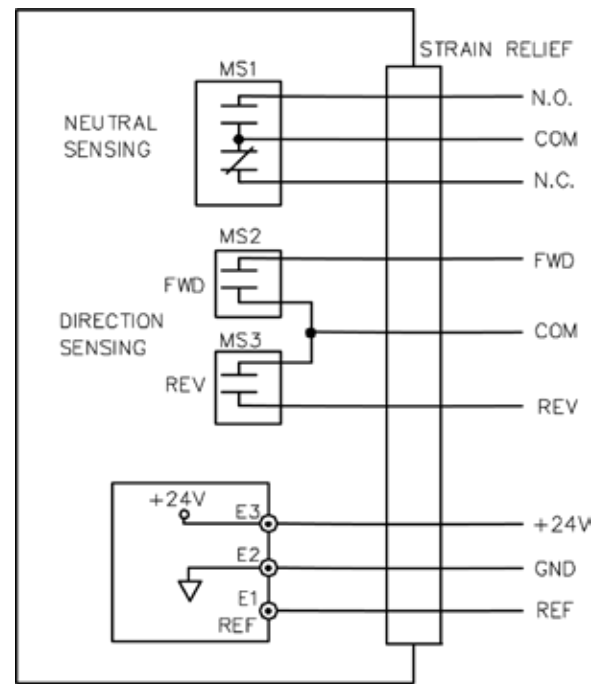 STRAIN RELIEF
MS1
N.O.
NEUTRAL
SENSING
COM
N.C.
MS2
FWD
FWD
DIRECTION
SENSING
COM
MS3
REV
REV
+24V
E3
+24V
E2
GND
E1
REF
REF